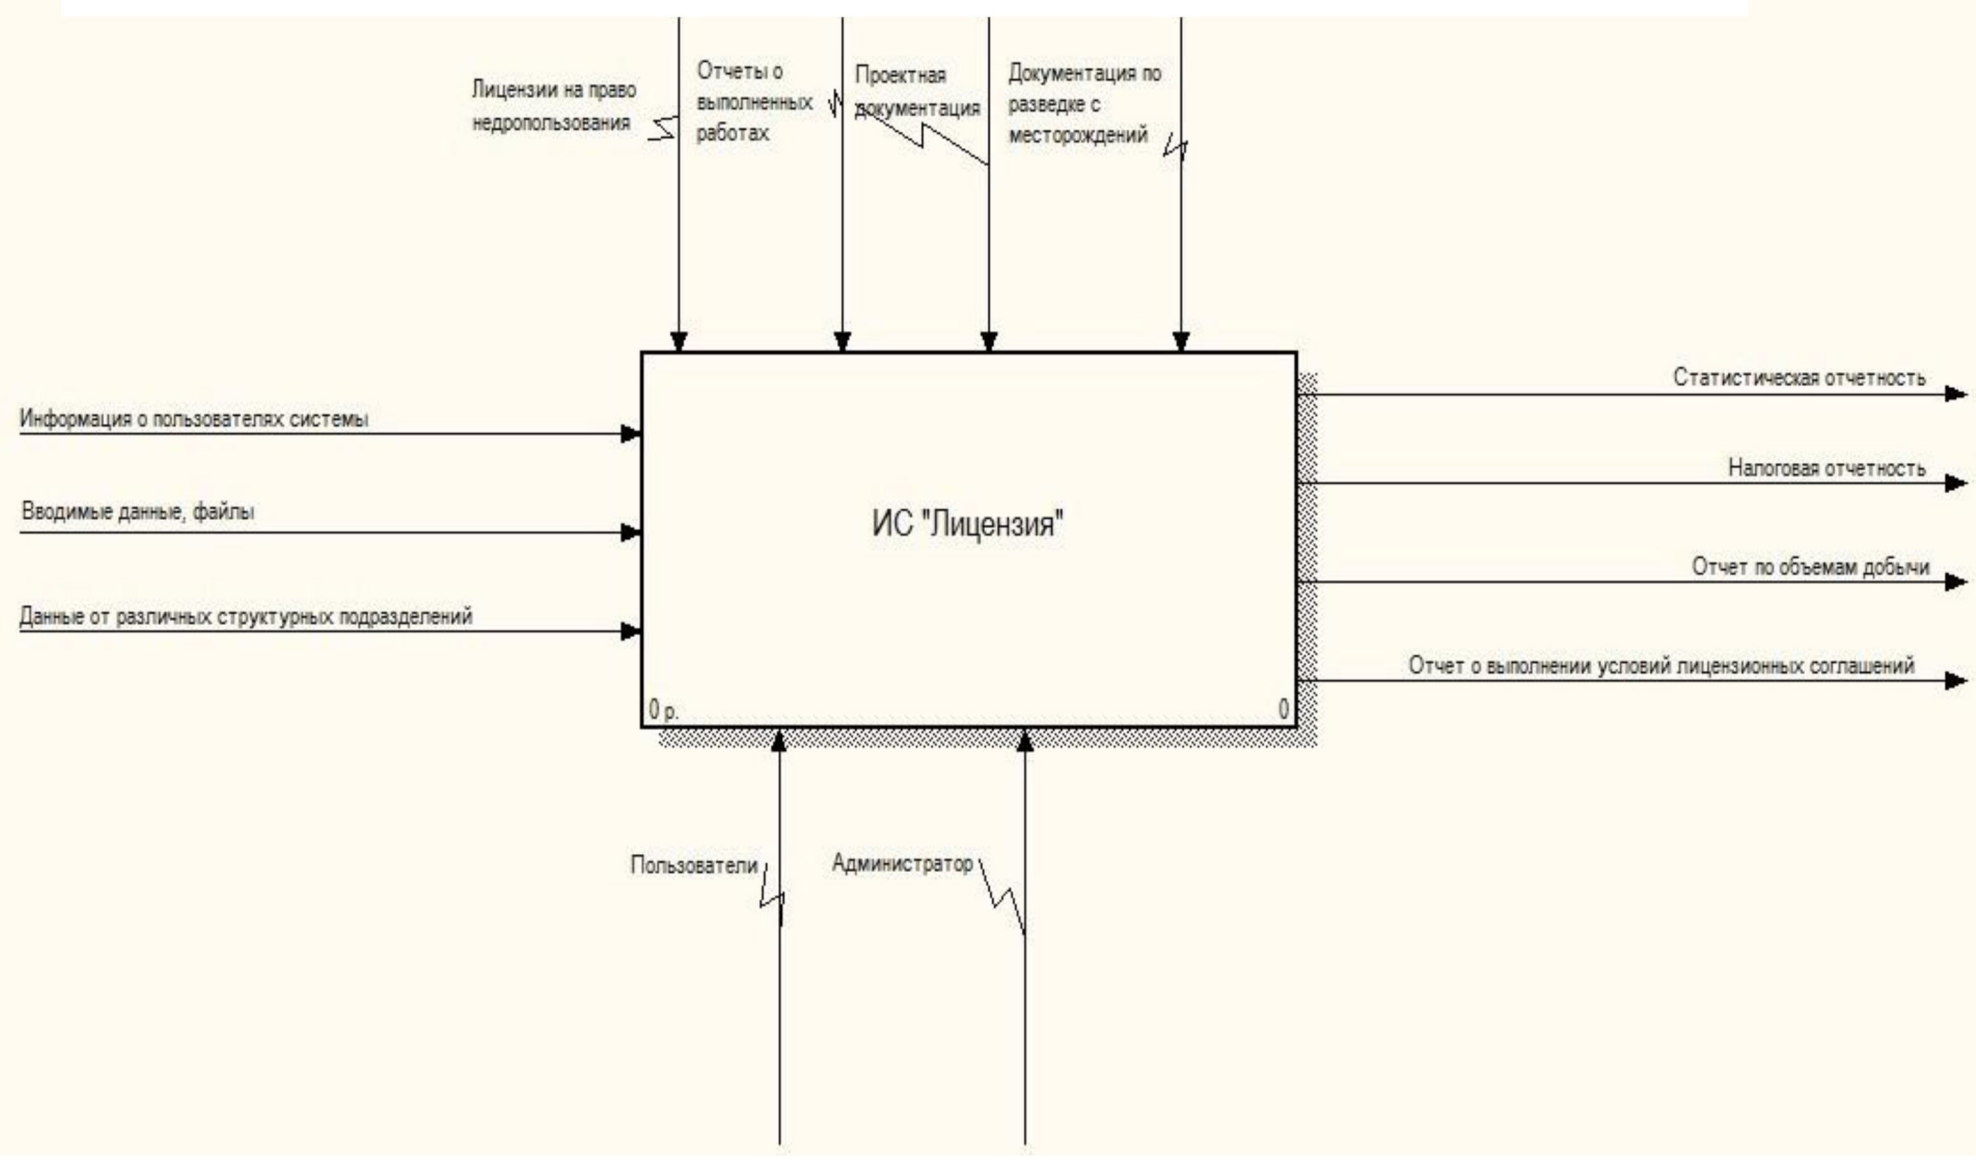 Лицензии на право
недропользования
Отчеты о
выполненных
работах
Проектная
документация
Документация по
разведке с
месторождений
Информация о пользователях системы
Вводимые данные, файлы
Данные от различных структурных подразделений
ИС "Лицензия"
0 р.
0
Статистическая отчетность
Налоговая отчетность
Отчет по объемам добычи
Отчет о выполнении условий лицензионных соглашений
Пользователи
Администратор